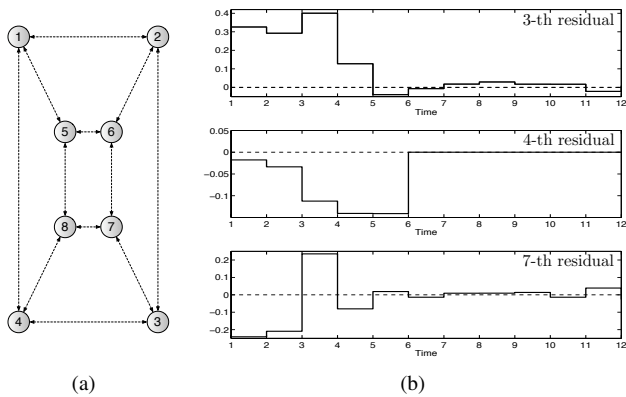 1 2
5 6
8 7
4 3
(a)
3-th residual
0.4
0.3
0.2
0.1
0
1 2 3 4 5 6 7 8 9 10 11 12
Time
4-th residual
0.05
0
−0.05
−0.1
1 2 3 4 5 6 7 8 9 10 11 12
Time
7-th residual
0.2
0.1
0
−0.1
−0.2
1 2 3 4 5 6 7 8 9 10 11 12
Time
(b)